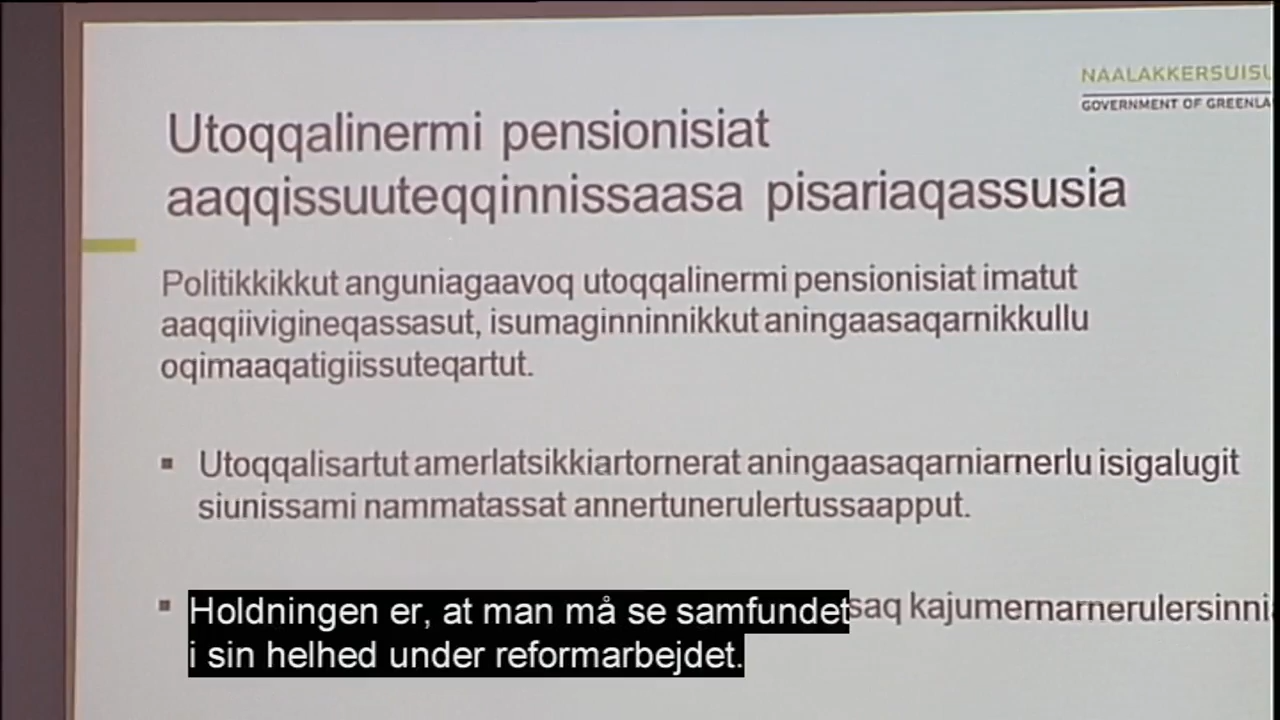 NAALAKKERSUISU
GOVERNMENT OF GREENLA
Utoqqalinermi pensionisiat
aaqqissuuteqqinnissaasa pisariaqassusia
Politikkikkut anguniagaavoq utoqqalinermi pensionisiat imatut
aaqqiivigineqassasut, isumaginninnikkut aningaasaqarnikkullu
oqimaaqatigiissuteqartut.
▪ Utoqqalisartut amerlatsikkiartornerat aningaasaqarniarnerlu isigalugit
siunissami nammatassat annertunerulertussaapput.
▪ saq kajumernarnerulersinni
Holdningen er, at man må se samfundet
i sin helhed under reformarbejdet.